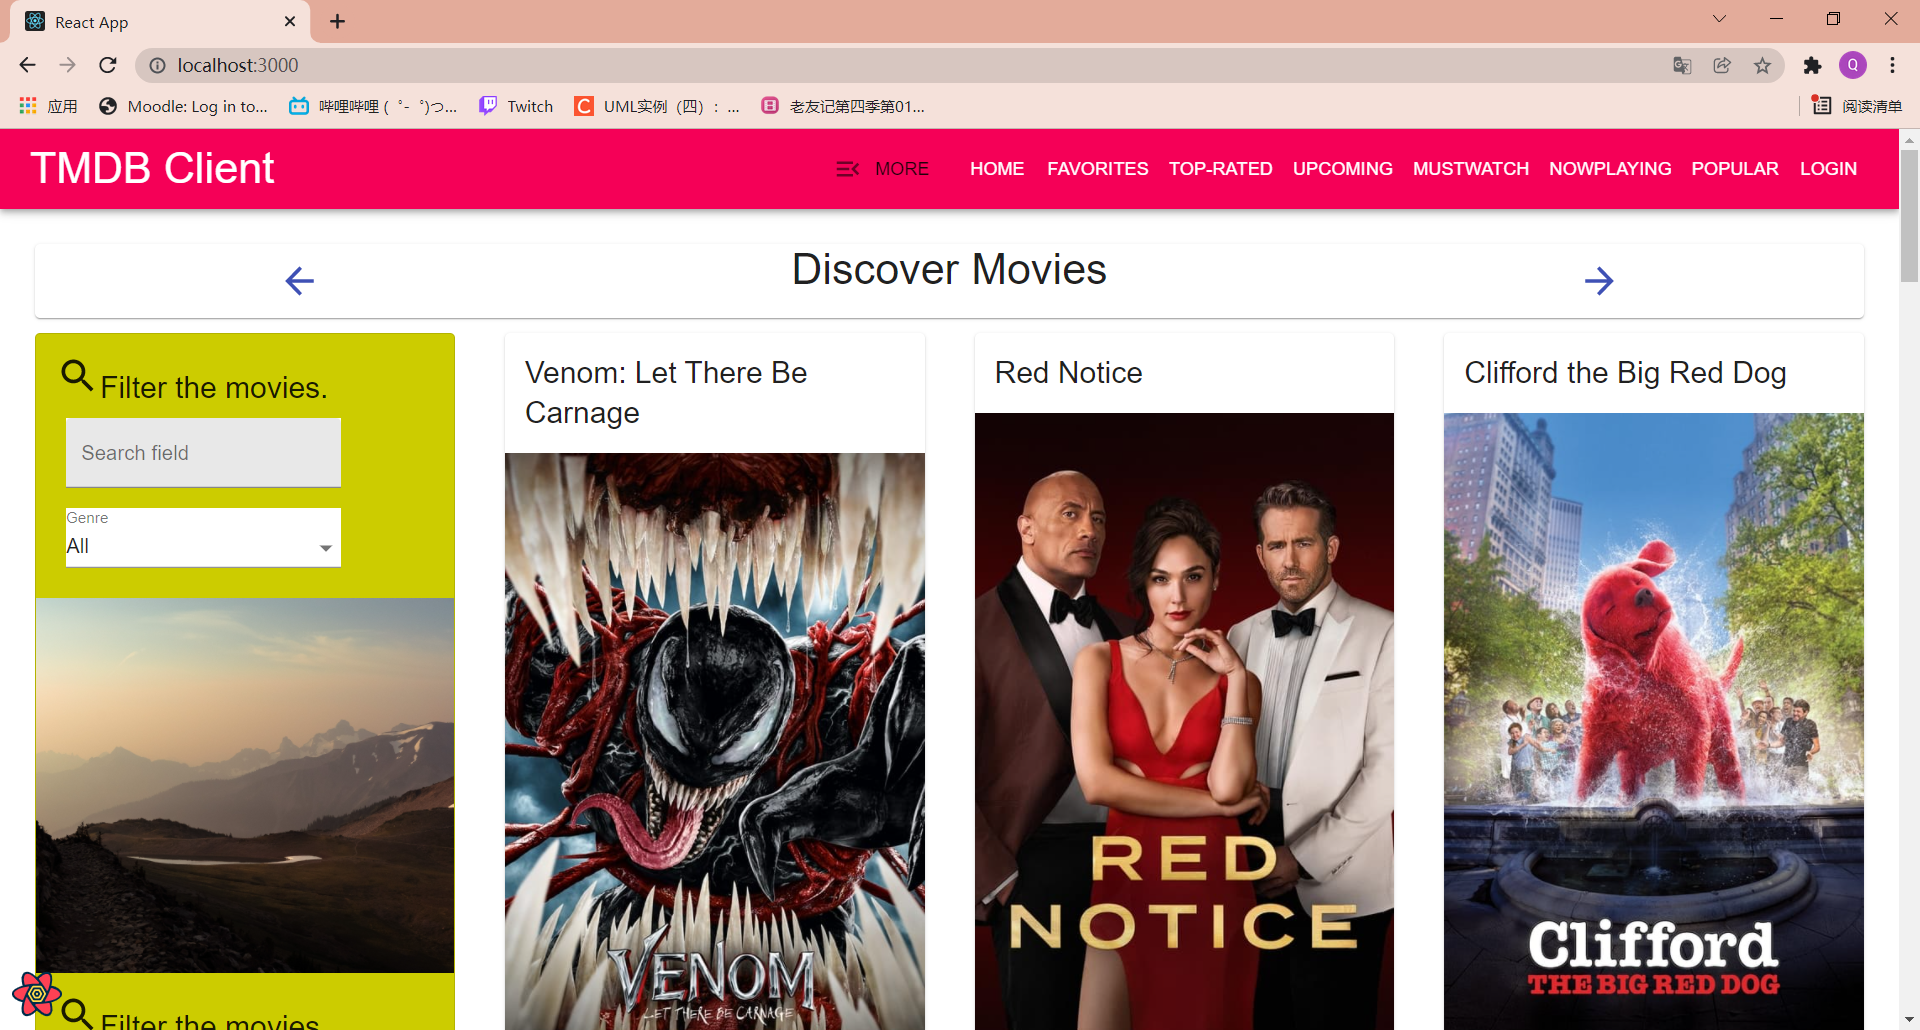 React App
localhost:3000
应用
Moodle: Log in to...
哔哩哔哩 ( ゜- ゜)つ...
Twitch
UML实例（四）：...
老友记第四季第01...
阅读清单
Q
TMDB Client
MORE
HOME
FAVORITES
TOP-RATED
UPCOMING
MUSTWATCH
NOWPLAYING
POPULAR
LOGIN
Discover Movies
Filter the movies.
Search field
Genre
All
Venom: Let There Be
Carnage
VENOM
LET THERE BE CARNAGE
Red Notice
RED
NOTICE
Clifford the Big Red Dog
Clifford
THE BIG RED DOG
Filter the movies.